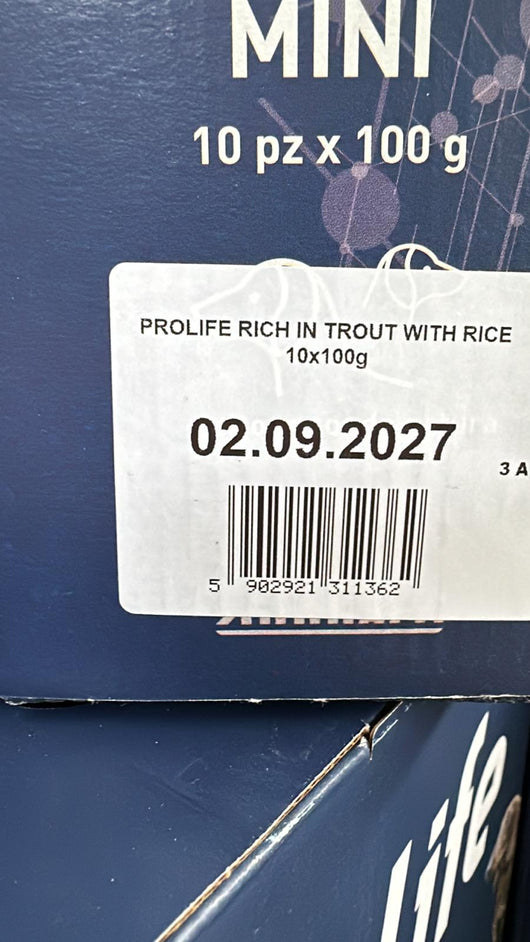 MINI
10 pz x 100 g
PROLIFE RICH IN TROUT WITH RICE
10x100g
02.09.2027
3 A
5 902921 311362
life